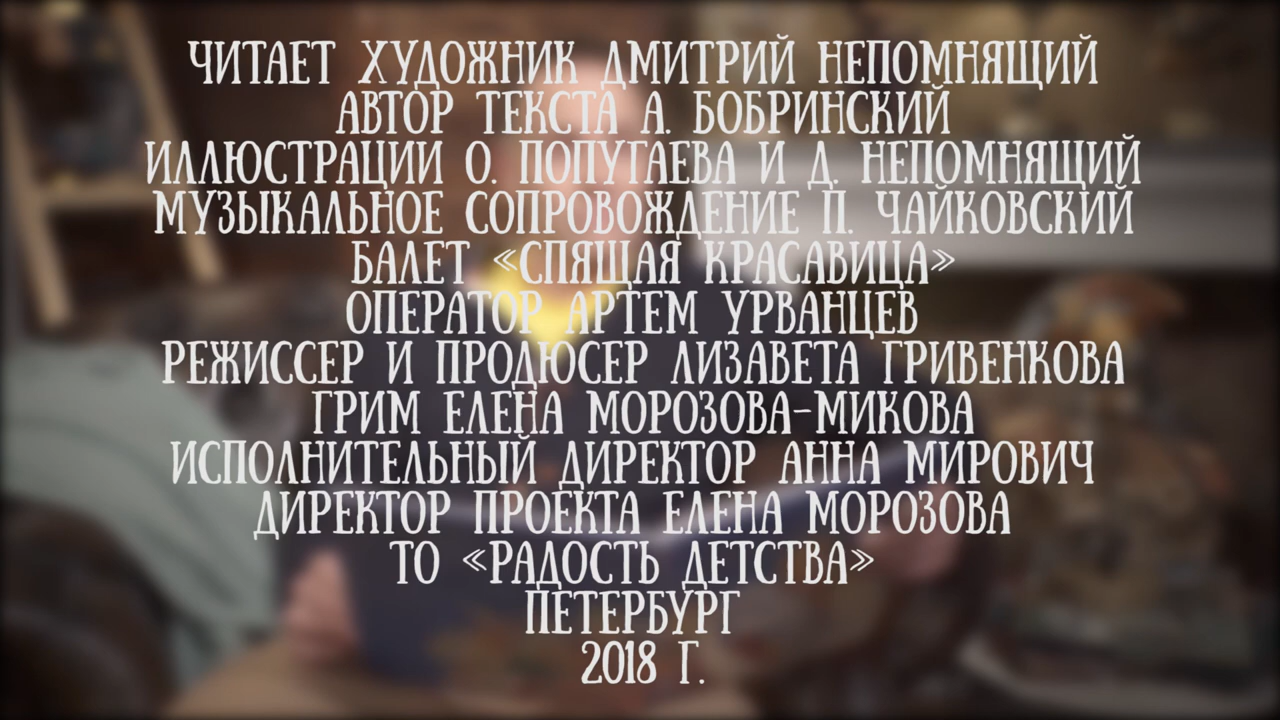 ЧИТАЕТ ХУДОЖНИК ДМИТРИЙ НЕПОМНЯЩИЙ
АВТОР ТЕКСТА А. БОБРИНСКИЙ
ИЛЛЮСТРАЦИИ О. ПОПУГАЕВА И Д. НЕПОМНЯЩИЙ
МУЗЫКАЛЬНОЕ СОПРОВОЖДЕНИЕ П. ЧАЙКОВСКИЙ
БАЛЕТ «СПЯЩАЯ КРАСАВИЦА»
ОПЕРАТОР АРТЕМ УРВАНЦЕВ
РЕЖИССЕР И ПРОДЮСЕР ЛИЗАВЕТА ГРИВЕНКОВА
ГРИМ ЕЛЕНА МОРОЗОВА-МИКОВА
ИСПОЛНИТЕЛЬНЫЙ ДИРЕКТОР АННА МИРОВИЧ
ДИРЕКТОР ПРОЕКТА ЕЛЕНА МОРОЗОВА
ТО «РАДОСТЬ ДЕТСТВА»
ПЕТЕРБУРГ
2018 Г.